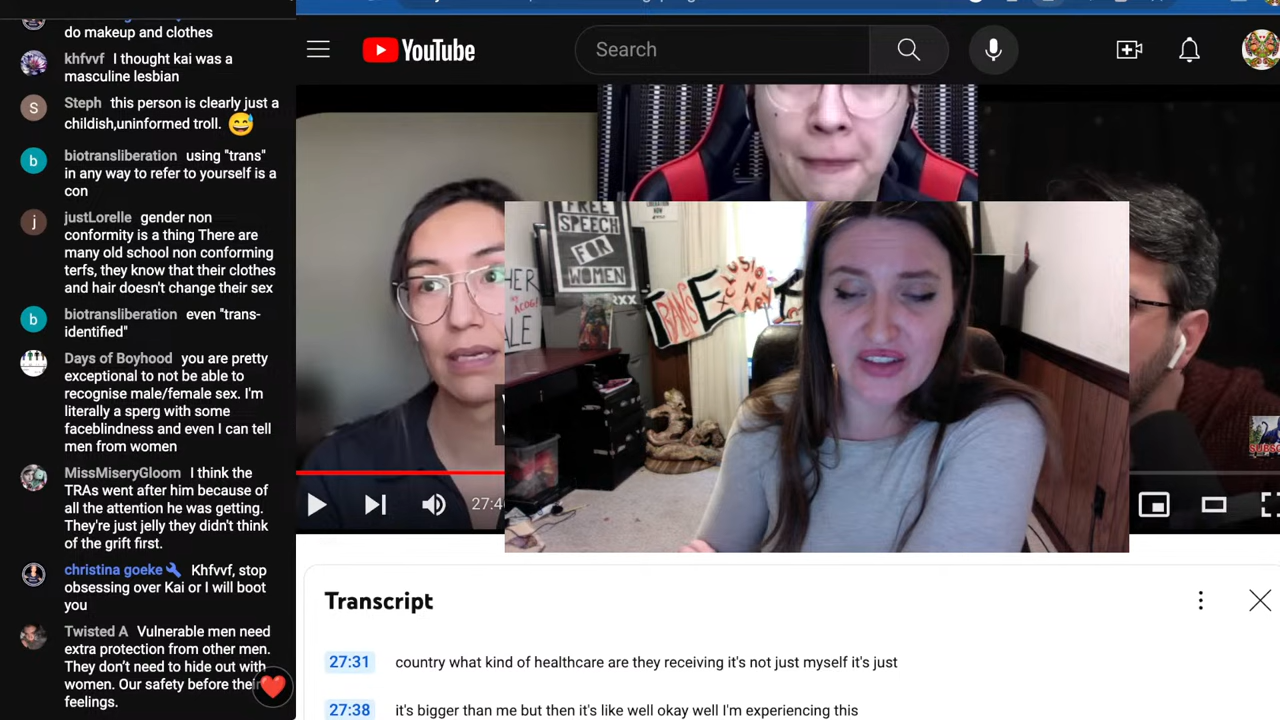 do makeup and clothes
khfvvf I thought kai was a
masculine lesbian
S
Steph this person is clearly just a
childish,uninformed troll. 😅
b
biotransliberation using "trans"
in any way to refer to yourself is a
con
j
justLorelle gender non
conformity is a thing There are
many old school non conforming
terfs, they know that their clothes
and hair doesn't change their sex
b
biotransliberation even "trans-
identified"
Days of Boyhood you are pretty
exceptional to not be able to
recognise male/female sex. I'm
literally a sperg with some
faceblindness and even I can tell
men from women
MissMiseryGloom I think the
TRAs went after him because of
all the attention he was getting.
They're just jelly they didn't think
of the grift first.
christina goeke Khfvvf, stop
obsessing over Kai or I will boot
you
Twisted A Vulnerable men need
extra protection from other men.
They don't need to hide out with
women. Our safety before their
feelings.
YouTube
Search
FREE
SPEECH
FOR
WOMEN
HER
ALE
RXX
TRANS
EXCLUSIONARY
27:4
SUBSC
Transcript
27:31 country what kind of healthcare are they receiving it's not just myself it's just
27:38 it's bigger than me but then it's like well okay well I'm experiencing this